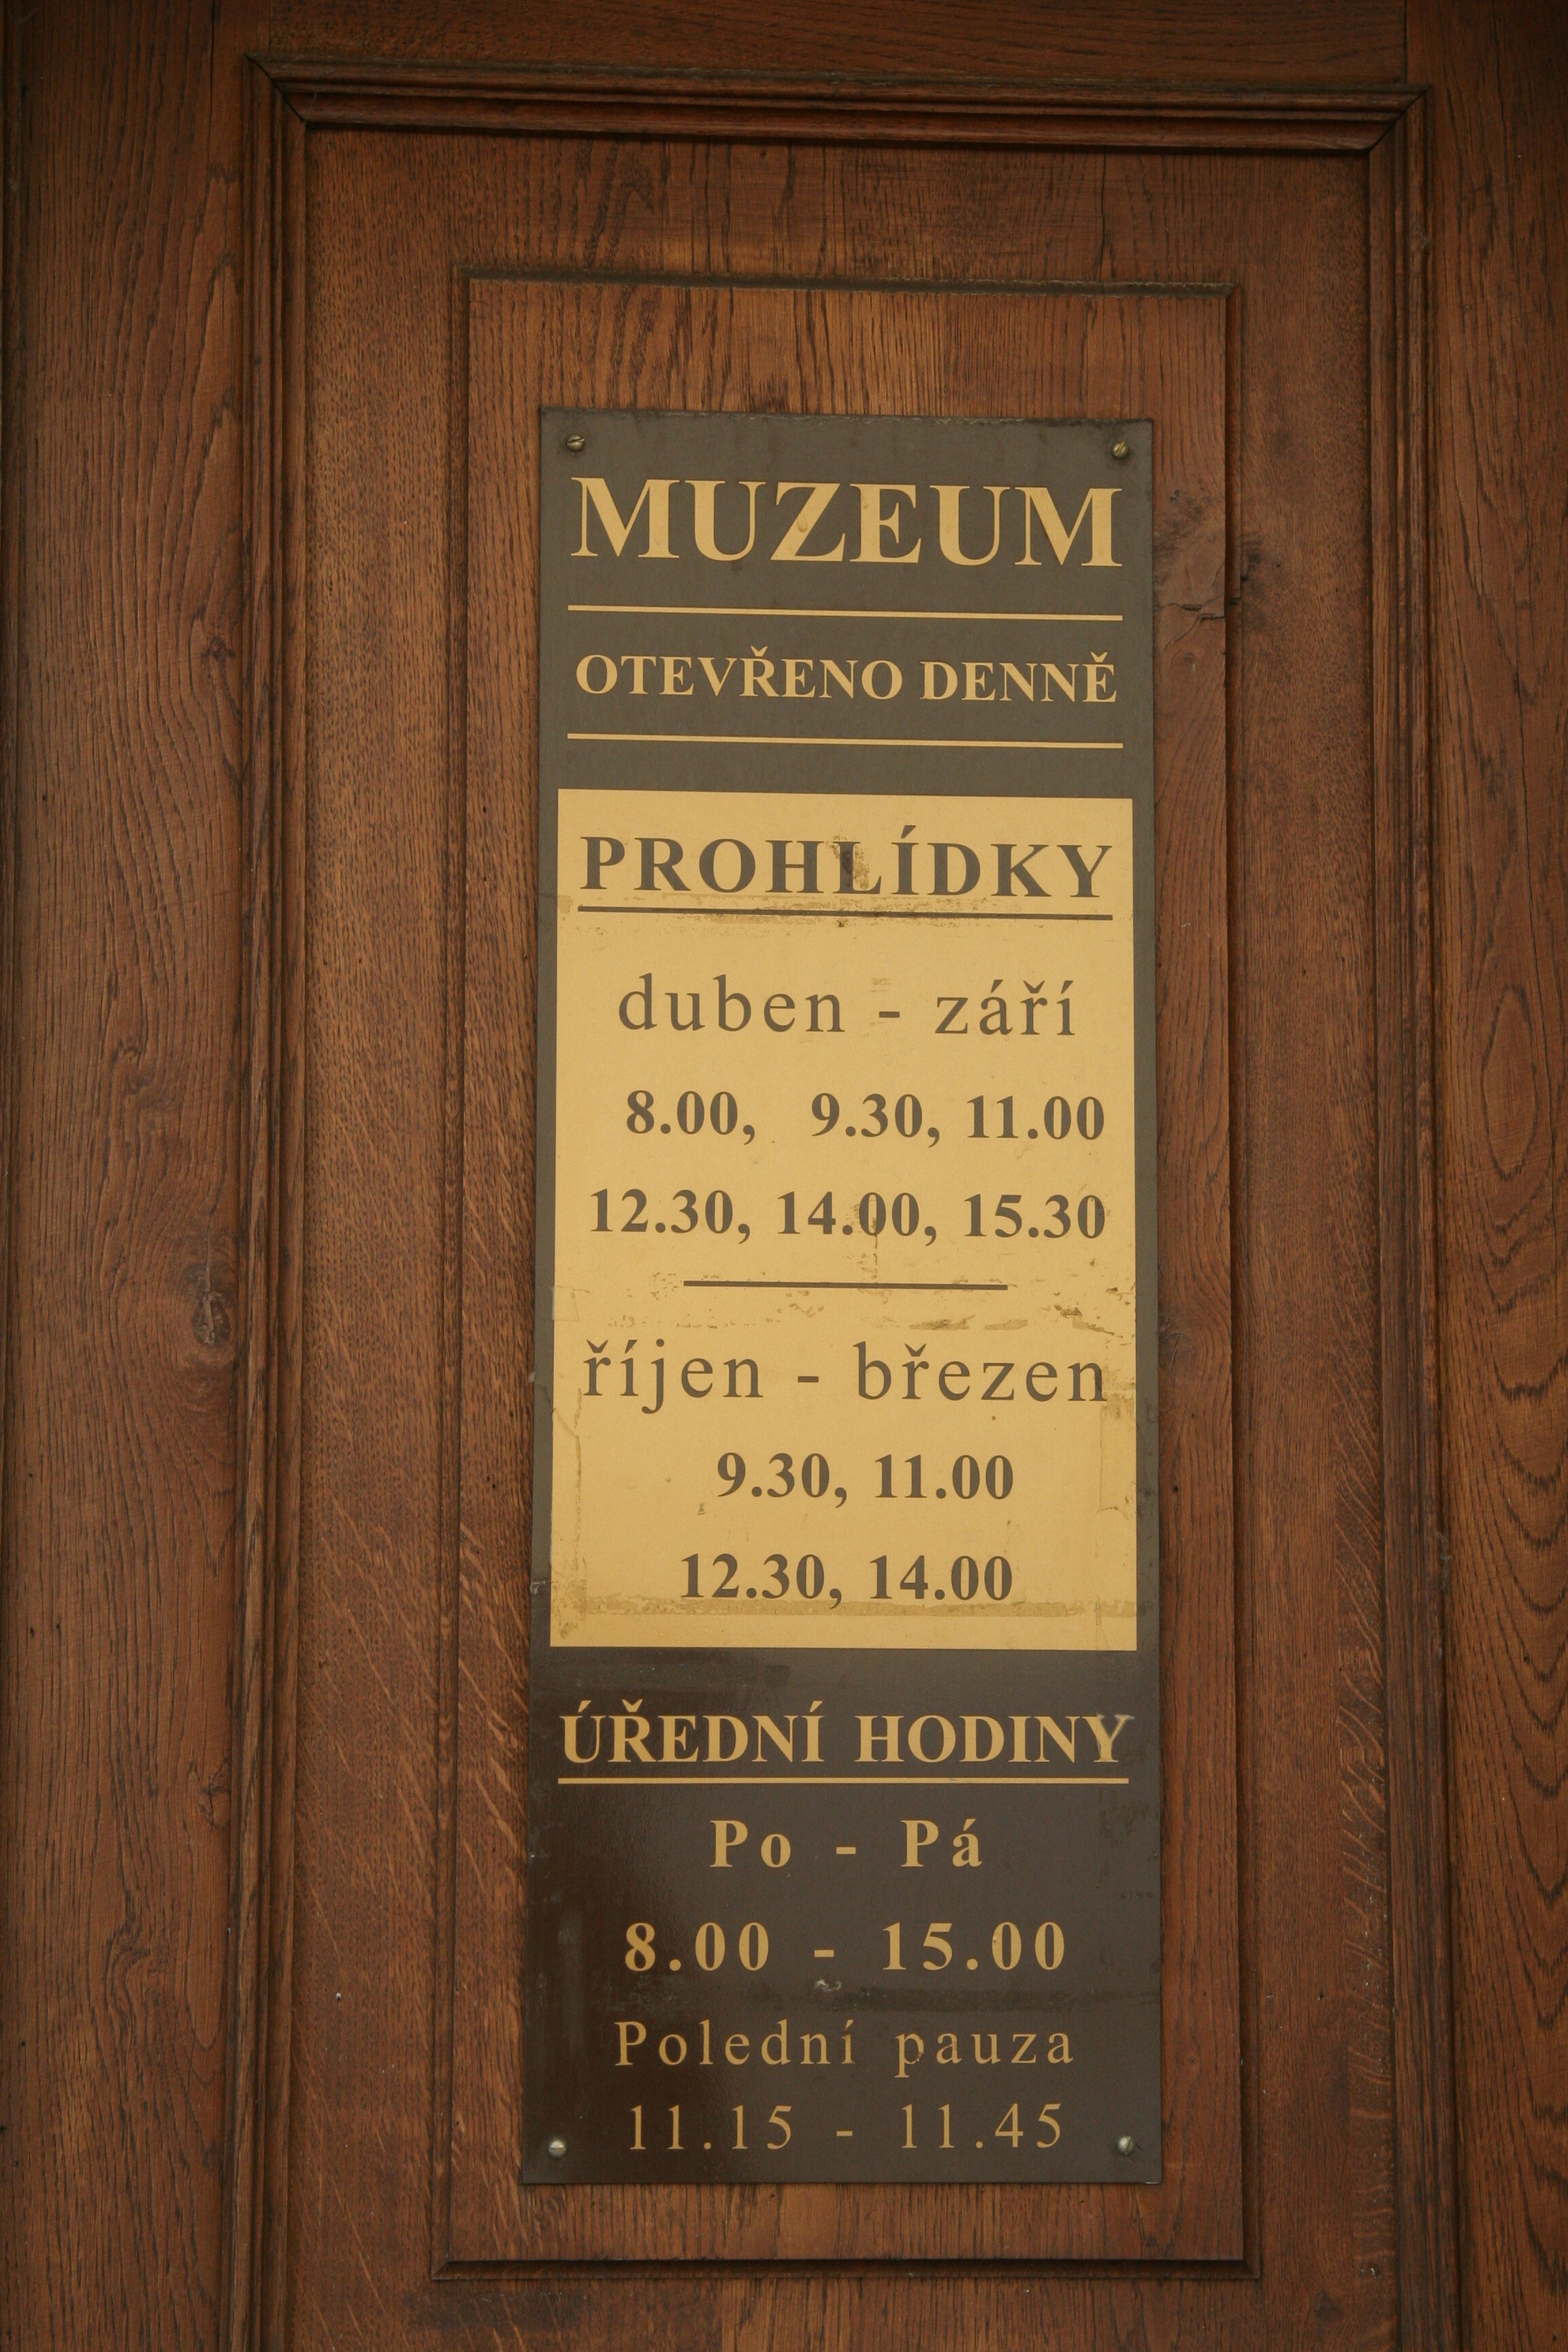 MUZEUM
OTEVŘENO DENNĚ
PROHLÍDKY
duben - září
8.00, 9.30, 11.00
12.30, 14.00, 15.30
říjen - březen
9.30, 11.00
12.30, 14.00
ÚŘEDNÍ HODINY
Po - Pá
8.00 - 15.00
Polední pauza
11.15 - 11.45